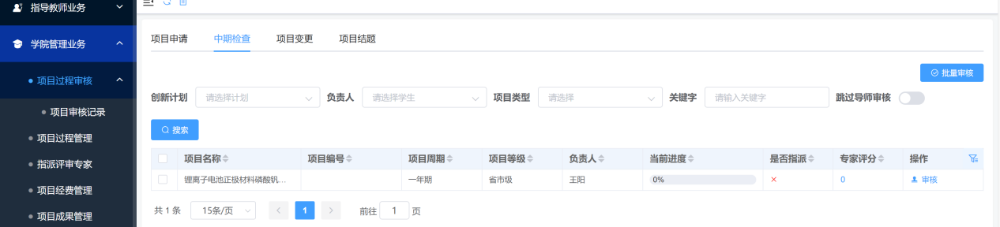 指导教师业务
学院管理业务
项目过程审核
项目审核记录
项目过程管理
指派评审专家
项目经费管理
项目成果管理
项目申请 中期检查 项目变更 项目结题
批量审核
创新计划 请选择计划 负责人 请选择学生 项目类型 请选择 关键字 请输入关键字 跳过导师审核
搜索
项目名称 项目编号 项目周期 项目等级 负责人 当前进度 是否指派 专家评分 操作
锂离子电池正极材料磷酸钒... 一年期 省市级 王阳 0% × 0 审核
共 1 条 15条/页 < 1 > 前往 1 页